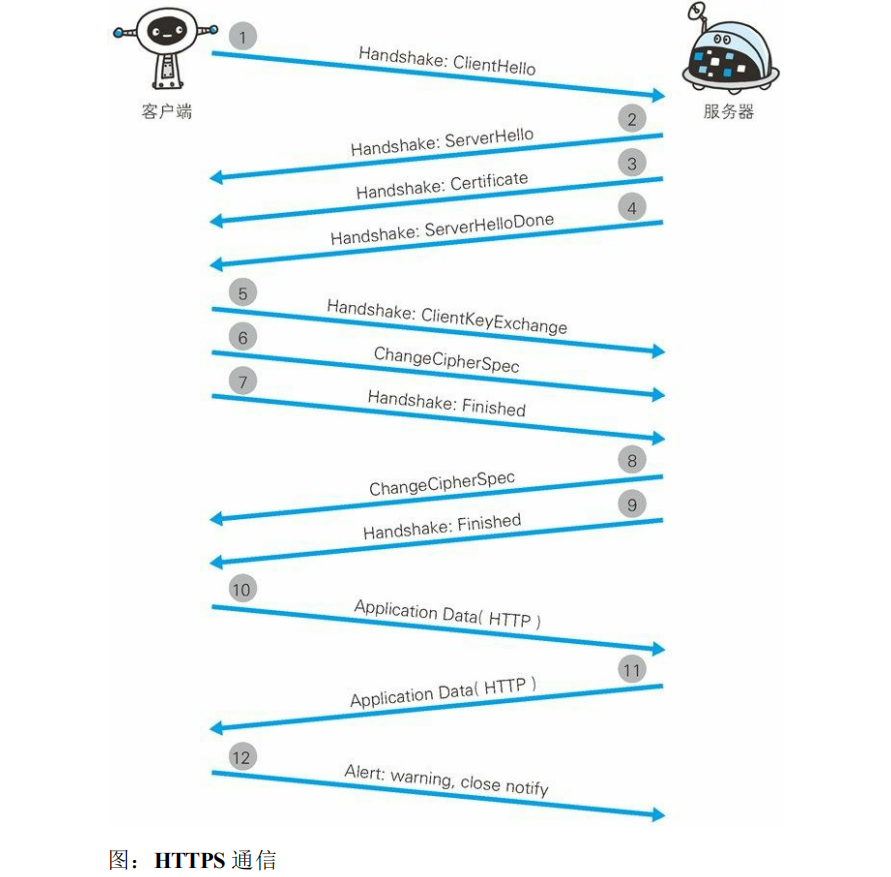 1
Handshake: ClientHello
客户端
服务器
2
Handshake: ServerHello
3
Handshake: Certificate
4
Handshake: ServerHelloDone
5
Handshake: ClientKeyExchange
6
ChangeCipherSpec
7
Handshake: Finished
8
ChangeCipherSpec
9
Handshake: Finished
10
Application Data( HTTP )
11
Application Data( HTTP )
12
Alert: warning, close notify
图：HTTPS 通信